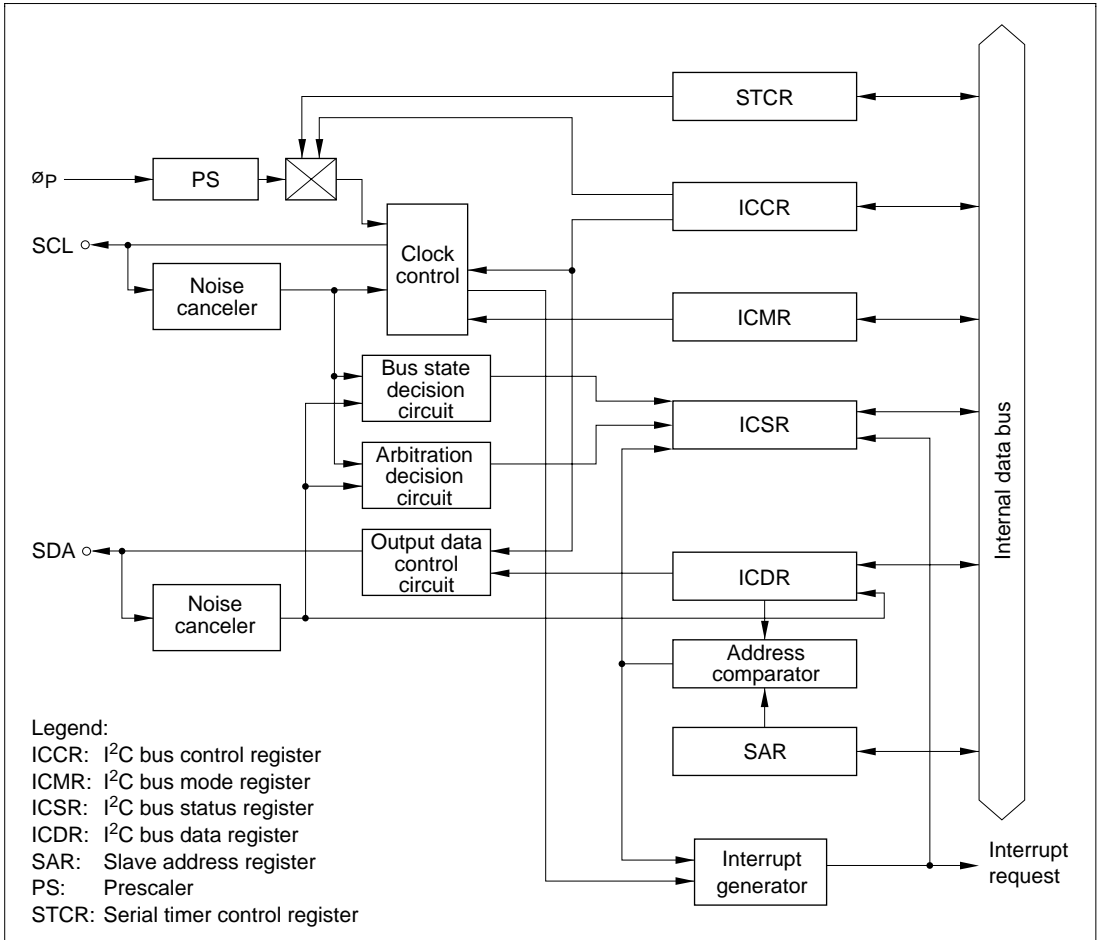 STCR
øP
PS
ICCR
SCL
Clock
control
Noise
canceler
ICMR
Bus state
decision
circuit
ICSR
Arbitration
decision
circuit
Internal data bus
SDA
Output data
control
circuit
ICDR
Noise
canceler
Address
comparator
SAR
Legend:
ICCR: I²C bus control register
ICMR: I²C bus mode register
ICSR: I²C bus status register
ICDR: I²C bus data register
SAR: Slave address register
PS: Prescaler
STCR: Serial timer control register
Interrupt
generator
Interrupt
request